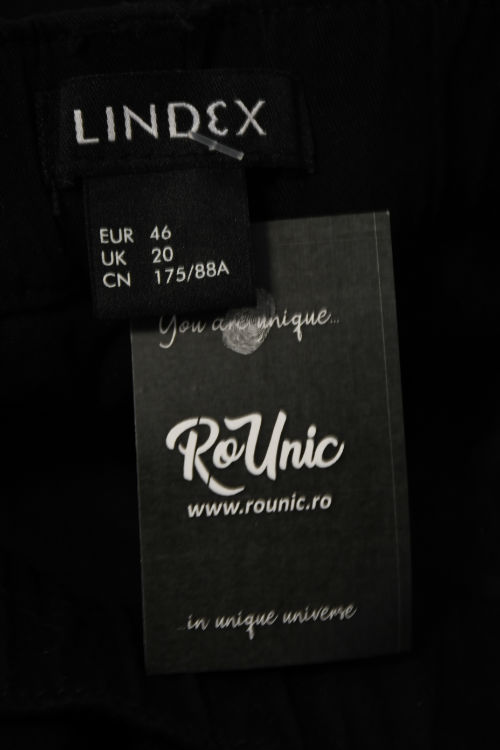 LINDEX
EUR 46
UK 20
CN 175/88A
You are unique...
RoUnic
www.rounic.ro
...in unique universe